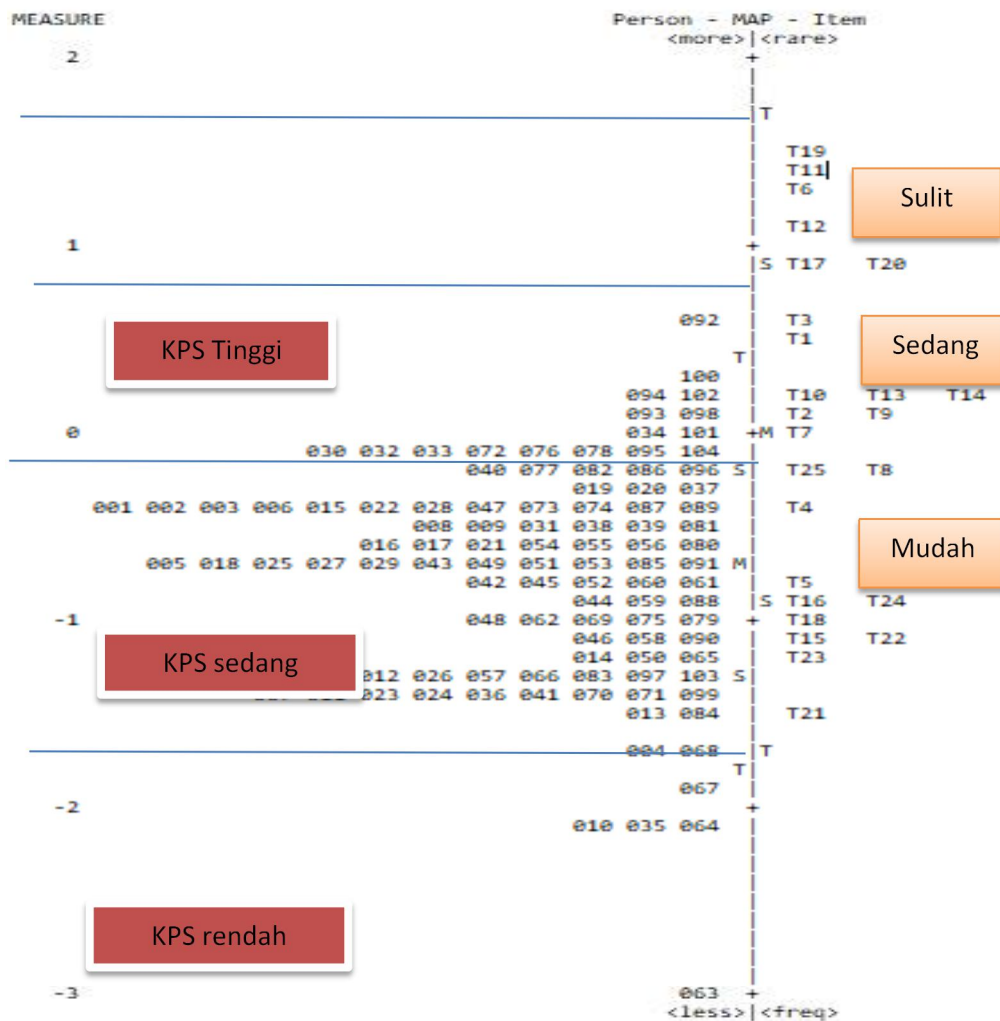 MEASURE Person - MAP - Item
<more>|<rare>
2 +
|
|
|T
|
| T19
| T11
| T6
Sulit
|
| T12
1 +
|S T17 T20
|
|
092 | T3
| T1
KPS Tinggi
Sedang
T|
100 |
094 102 | T10 T13 T14
093 098 | T2 T9
0 034 101 +M T7
030 032 033 072 076 078 095 104 |
040 077 082 086 096 S| T25 T8
019 020 037 |
001 002 003 006 015 022 028 047 073 074 087 089 | T4
008 009 031 038 039 081 |
016 017 021 054 055 056 080 |
Mudah
005 018 025 027 029 043 049 051 053 085 091 M|
042 045 052 060 061 | T5
044 059 088 |S T16 T24
-1 048 062 069 075 079 + T18
046 058 090 | T15 T22
014 050 065 | T23
KPS sedang
012 026 057 066 083 097 103 S|
023 024 036 041 070 071 099 |
013 084 | T21
|
004 068 |T
T|
067 |
-2 +
010 035 064 |
|
|
|
|
|
KPS rendah
|
|
|
-3 063 +
<less>|<freq>